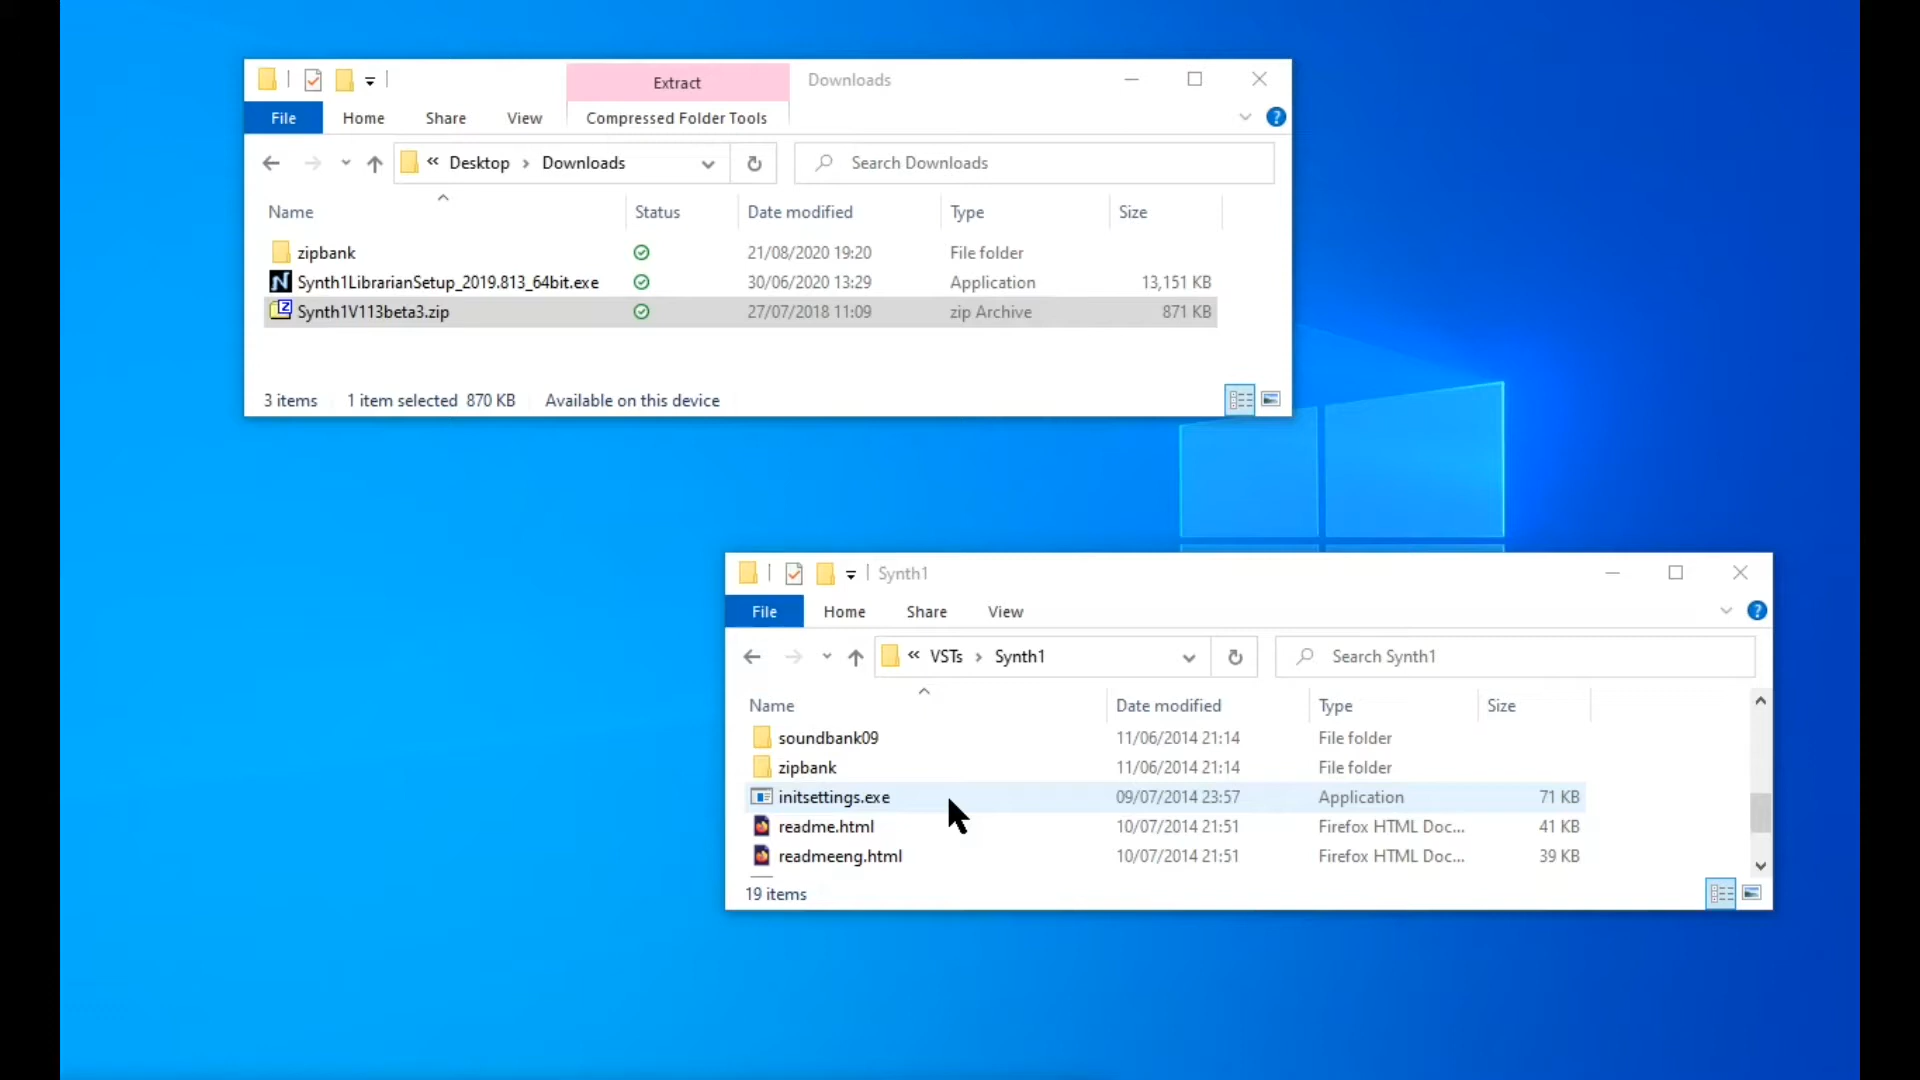 Extract
Downloads
File
Home
Share
View
Compressed Folder Tools
?
« Desktop > Downloads
Search Downloads
Name
Status
Date modified
Type
Size
zipbank 21/08/2020 19:20 File folder
Synth1LibrarianSetup_2019.813_64bit.exe 30/06/2020 13:29 Application 13,151 KB
Synth1V113beta3.zip 27/07/2018 11:09 zip Archive 871 KB
3 items 1 item selected 870 KB Available on this device
Synth1
File
Home
Share
View
?
« VSTs > Synth1
Search Synth1
Name
Date modified
Type
Size
soundbank09 11/06/2014 21:14 File folder
zipbank 11/06/2014 21:14 File folder
initsettings.exe 09/07/2014 23:57 Application 71 KB
readme.html 10/07/2014 21:51 Firefox HTML Doc... 41 KB
readmeeng.html 10/07/2014 21:51 Firefox HTML Doc... 39 KB
19 items